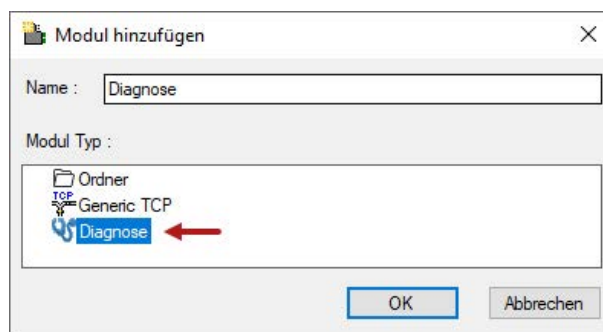 Modul hinzufügen
Name : Diagnose
Modul Typ :
Ordner
TCP
Generic TCP
Diagnose
OK Abbrechen